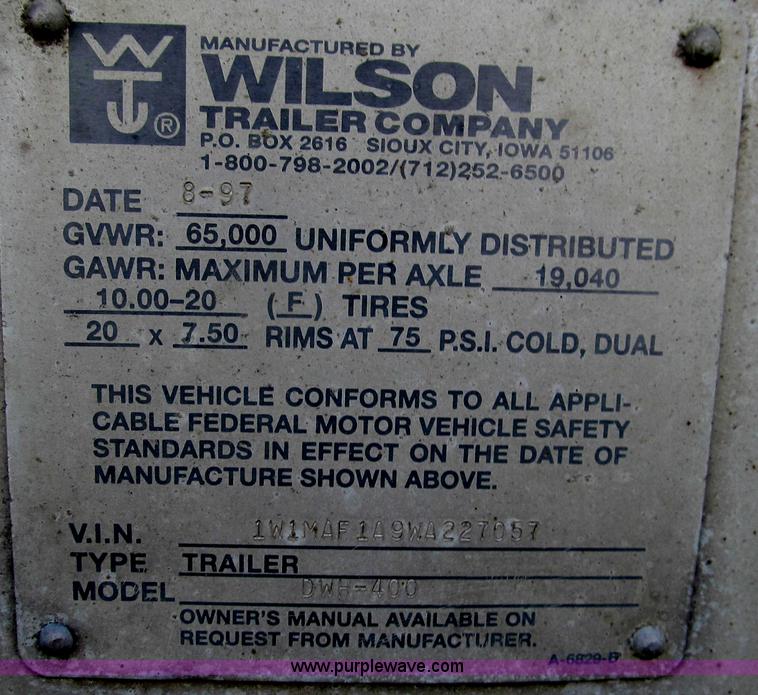 WTJ ®
MANUFACTURED BY
WILSON
TRAILER COMPANY
P.O. BOX 2616 SIOUX CITY, IOWA 51106
1-800-798-2002/(712)252-6500
DATE 8-97
GVWR: 65,000 UNIFORMLY DISTRIBUTED
GAWR: MAXIMUM PER AXLE 19,040
10.00-20 (F) TIRES
20 x 7.50 RIMS AT 75 P.S.I. COLD, DUAL
THIS VEHICLE CONFORMS TO ALL APPLI-
CABLE FEDERAL MOTOR VEHICLE SAFETY
STANDARDS IN EFFECT ON THE DATE OF
MANUFACTURE SHOWN ABOVE.
V.I.N. 1W1MAF1A9WA227057
TYPE TRAILER
MODEL DWH-400
OWNER'S MANUAL AVAILABLE ON
REQUEST FROM MANUFACTURER.
A-6829-B
www.purplewave.com